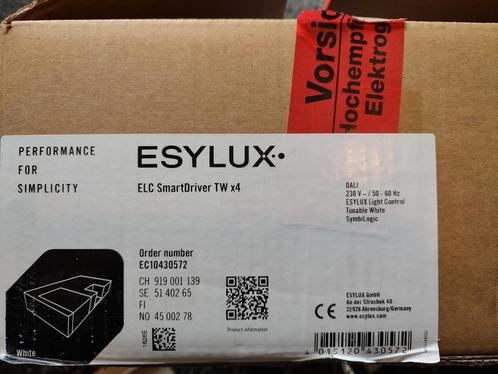 Vorsic
Hochempf
Elektrog
PERFORMANCE
FOR
SIMPLICITY
ESYLUX
ELC SmartDriver TW x4
DALI
230 V ~ / 50 - 60 Hz
ESYLUX Light Control
Tunable White
SymbiLogic
Order number
EC10430572
CH 919 001 139
SE 51 402 65
FI
NO 45 002 78
White
1826E
Product information
CE
ESYLUX GmbH
An der Strusbek 40
22926 Ahrensburg/Germany
www.esylux.com
4 015120 430572